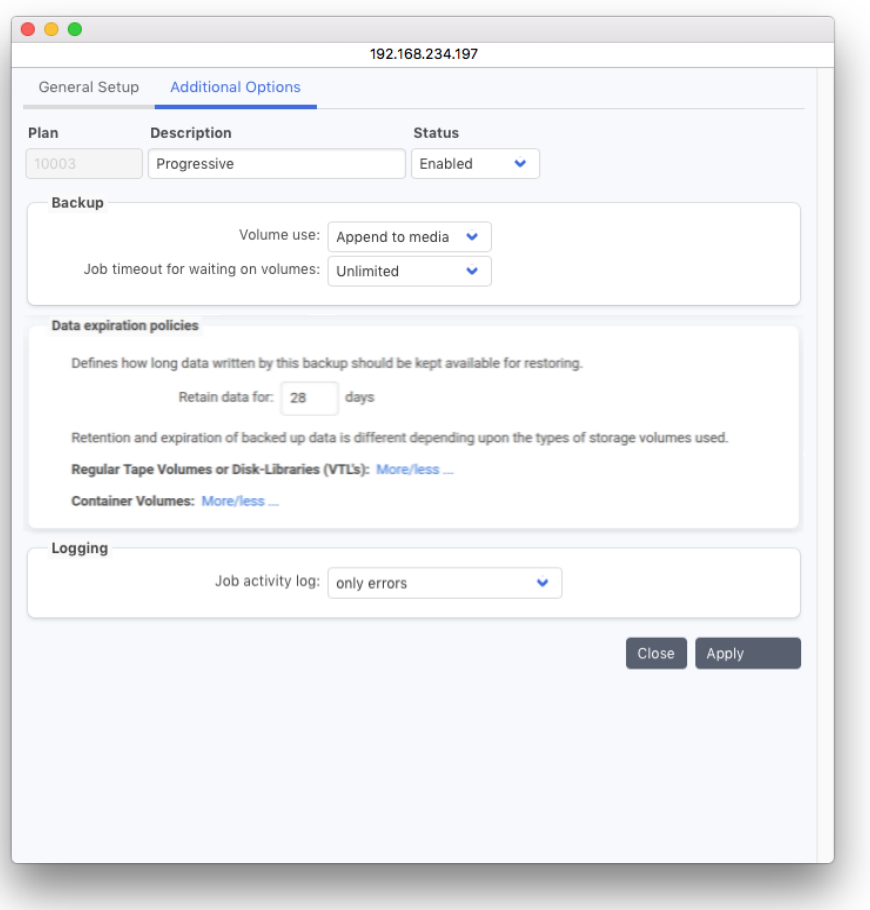 192.168.234.197
General Setup Additional Options
Plan Description Status
10003 Progressive Enabled
Backup
Volume use: Append to media
Job timeout for waiting on volumes: Unlimited
Data expiration policies
Defines how long data written by this backup should be kept available for restoring.
Retain data for: 28 days
Retention and expiration of backed up data is different depending upon the types of storage volumes used.
Regular Tape Volumes or Disk-Libraries (VTL's): More/less ...
Container Volumes: More/less ...
Logging
Job activity log: only errors
Close Apply